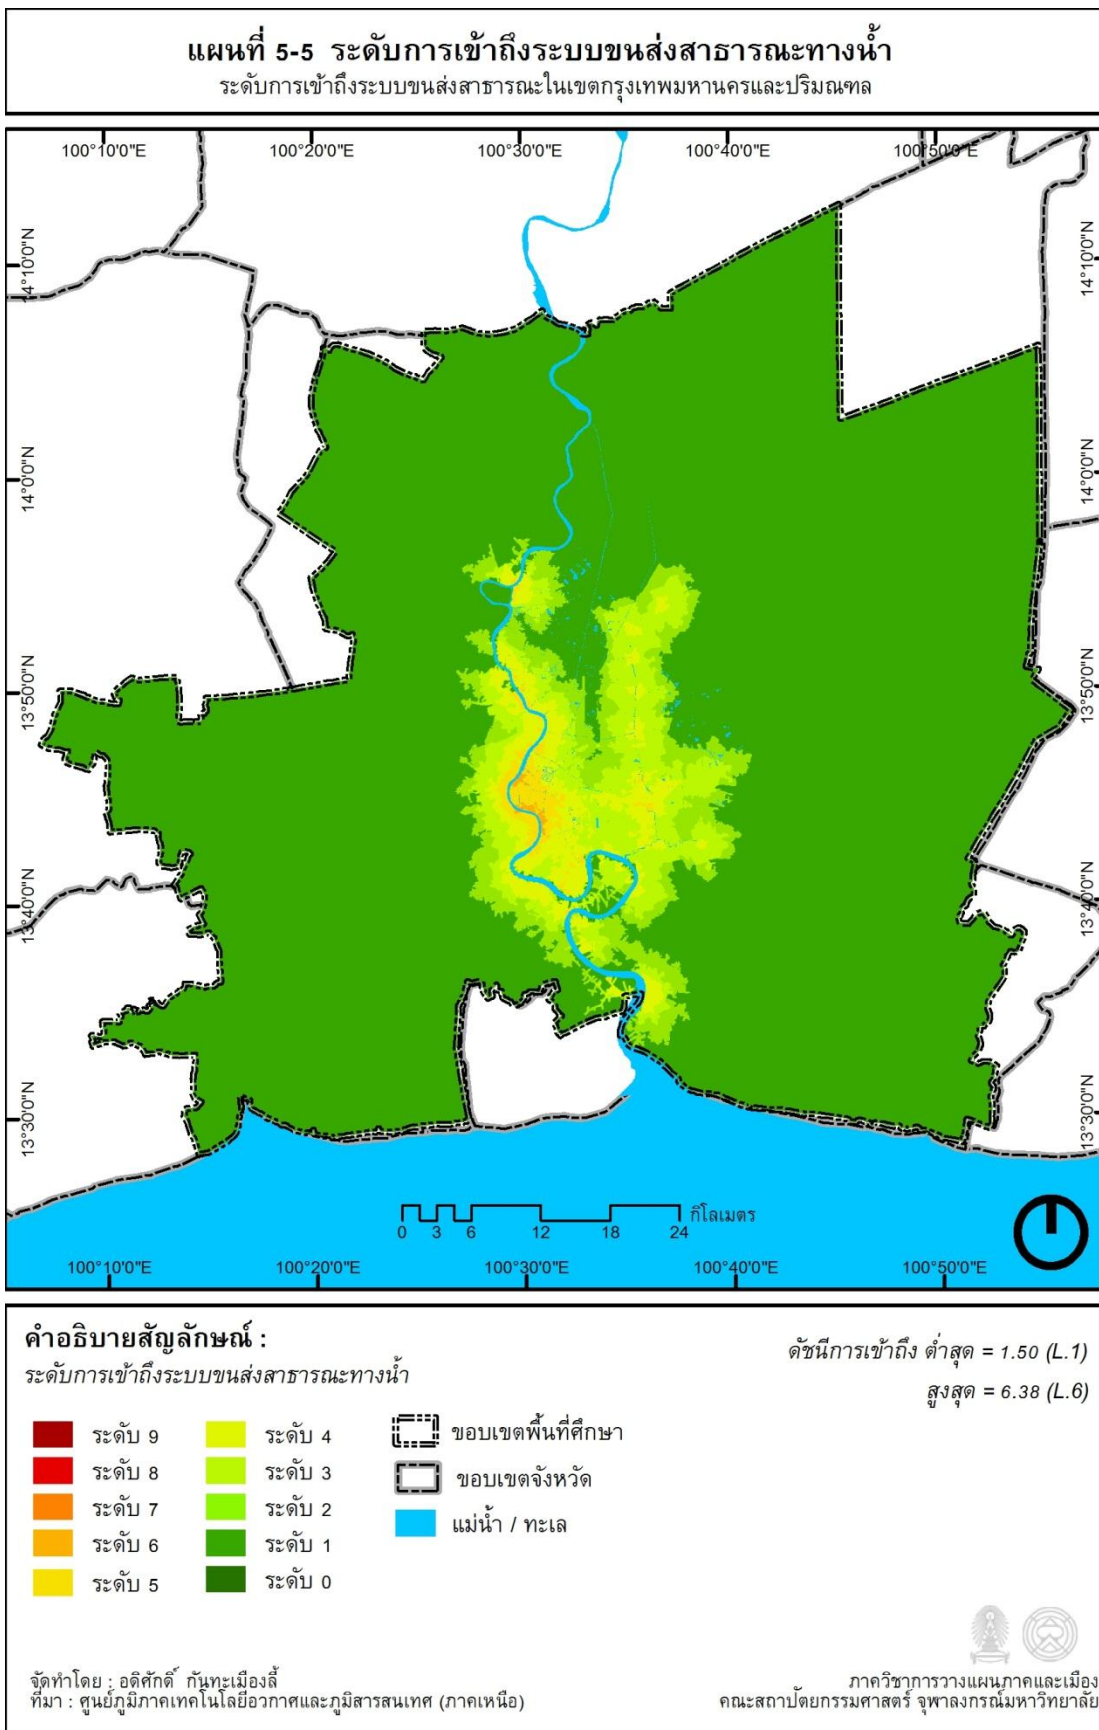 แผนที่ 5-5 ระดับการเข้าถึงระบบขนส่งสาธารณะทางน้ำ
ระดับการเข้าถึงระบบขนส่งสาธารณะในเขตกรุงเทพมหานครและปริมณฑล
100°10'0"E 100°20'0"E 100°30'0"E 100°40'0"E 100°50'0"E
14°10'0"N 14°10'0"N
14°0'0"N 14°0'0"N
13°50'0"N 13°50'0"N
13°40'0"N 13°40'0"N
13°30'0"N 13°30'0"N
กิโลเมตร
0 3 6 12 18 24
100°10'0"E 100°20'0"E 100°30'0"E 100°40'0"E 100°50'0"E
คำอธิบายสัญลักษณ์ :
ระดับการเข้าถึงระบบขนส่งสาธารณะทางน้ำ
ดัชนีการเข้าถึง ต่ำสุด = 1.50 (L.1)
สูงสุด = 6.38 (L.6)
ระดับ 9
ระดับ 8
ระดับ 7
ระดับ 6
ระดับ 5
ระดับ 4
ระดับ 3
ระดับ 2
ระดับ 1
ระดับ 0
ขอบเขตพื้นที่ศึกษา
ขอบเขตจังหวัด
แม่น้ำ / ทะเล
จัดทำโดย : อดิศักดิ์ กันทะเมืองลี้
ที่มา : ศูนย์ภูมิภาคเทคโนโลยีอวกาศและภูมิสารสนเทศ (ภาคเหนือ)
ภาควิชาการวางแผนภาคและเมือง
คณะสถาปัตยกรรมศาสตร์ จุฬาลงกรณ์มหาวิทยาลัย